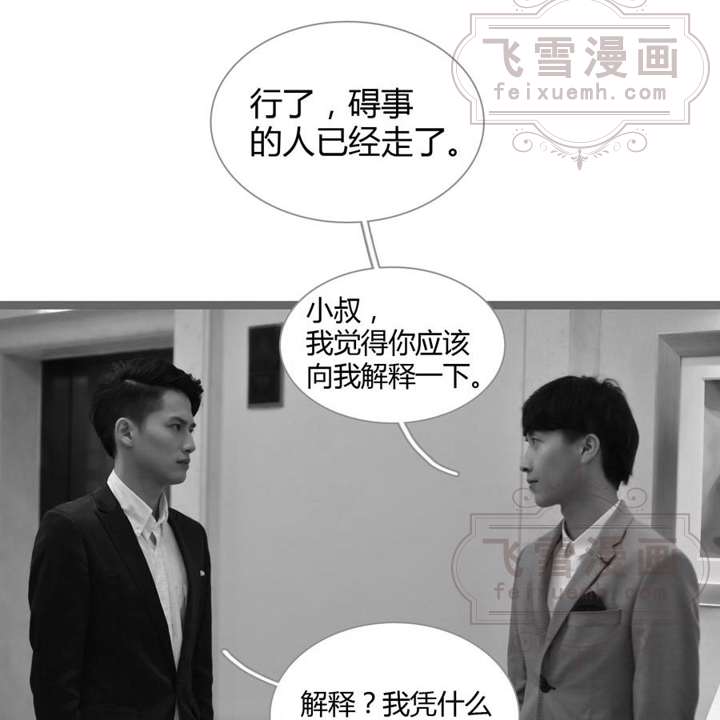 飞雪漫画
feixuemh.com
行了，碍事
的人已经走了。
小叔，
我觉得你应该
向我解释一下。
飞雪漫画
feixuemh.com
解释？我凭什么